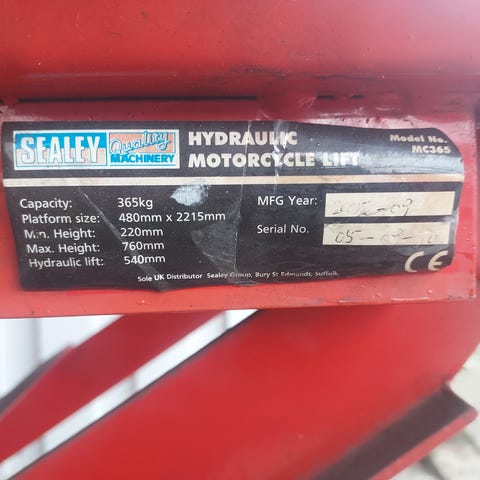 SEALEY Quality MACHINERY
HYDRAULIC MOTORCYCLE LIFT
Model No. MC365
Capacity: 365kg
Platform size: 480mm x 2215mm
Min. Height: 220mm
Max. Height: 760mm
Hydraulic lift: 540mm
MFG Year:
Serial No.
CE
Sole UK Distributor Sealey Group, Bury St Edmunds, Suffolk.